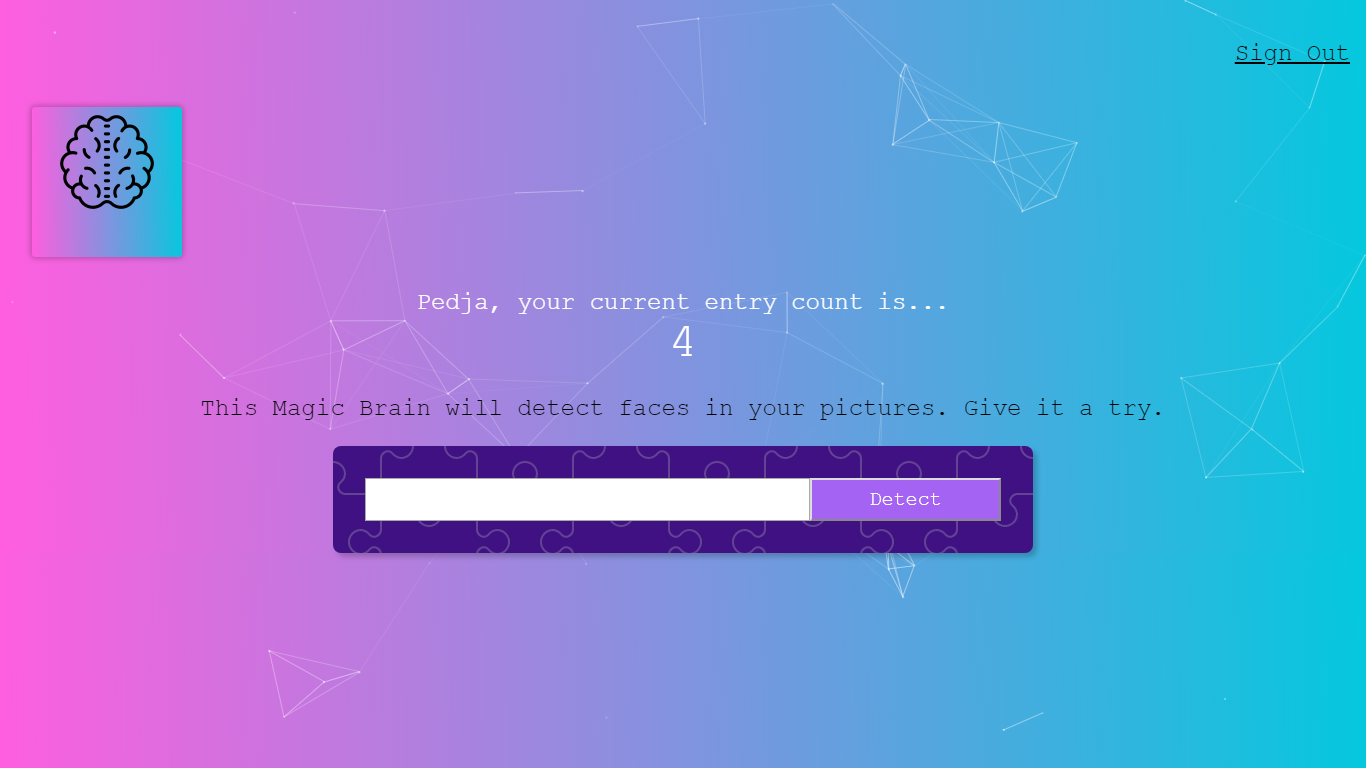 Sign Out
Pedja, your current entry count is...
4
This Magic Brain will detect faces in your pictures. Give it a try.
Detect